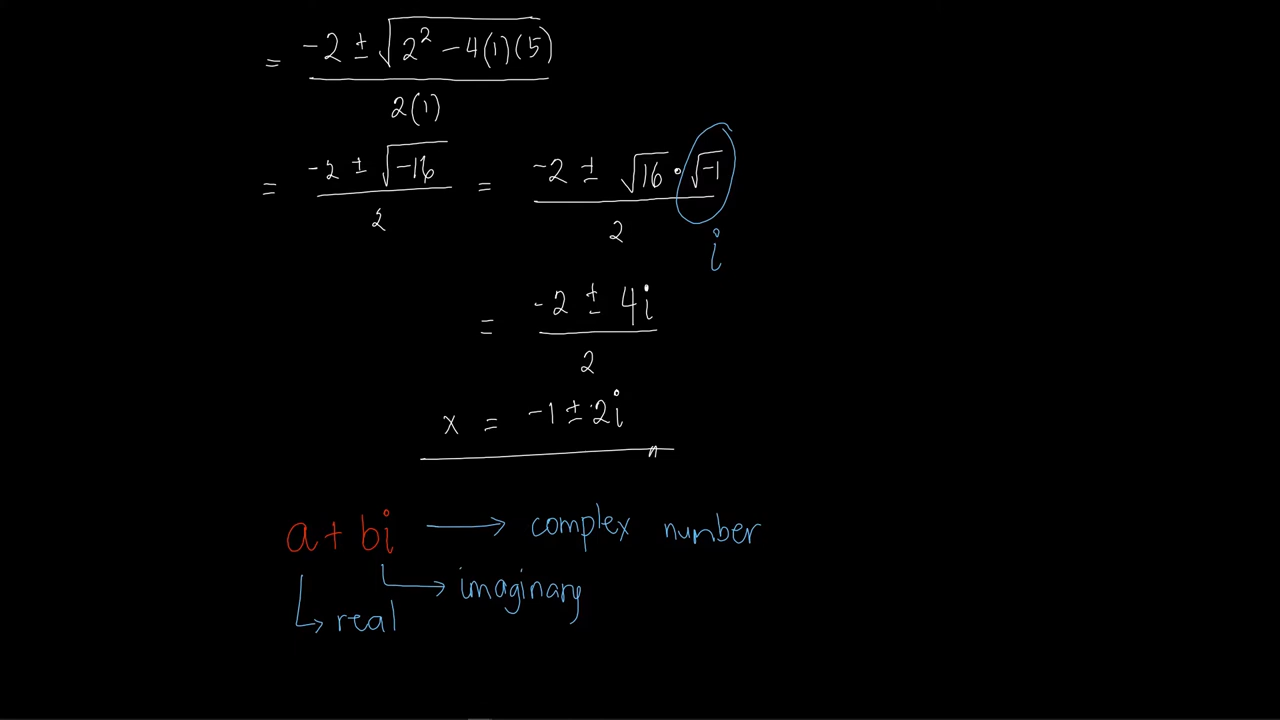 = (-2 ± √(2² - 4(1)(5))) / 2(1)
= (-2 ± √-16) / 2 = (-2 ± √16 · √-1) / 2
i
= (-2 ± 4i) / 2
x = -1 ± 2i
a + bi → complex number
→ imaginary
→ real